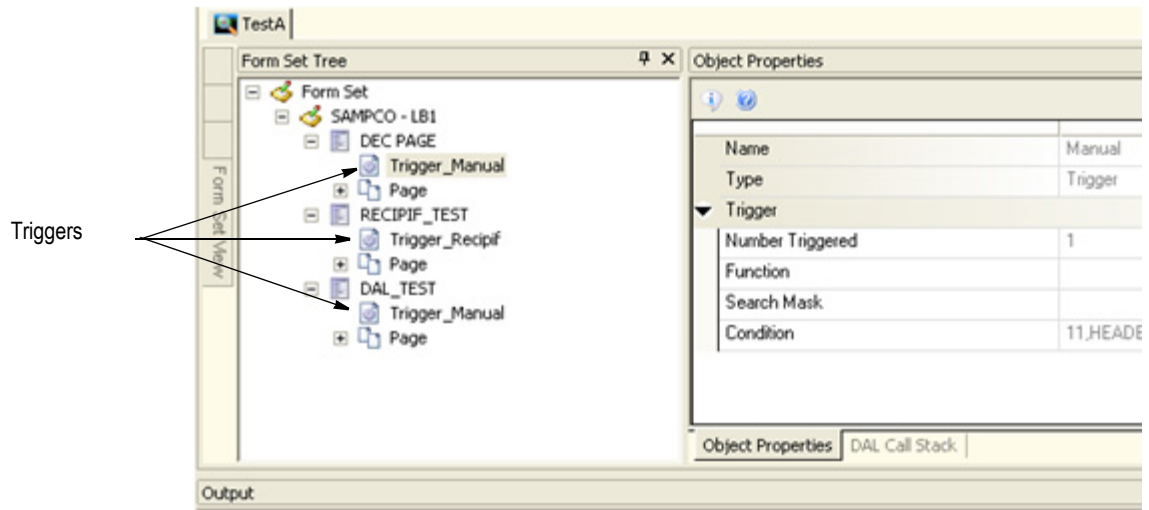 TestA
Form Set Tree
Object Properties
Form Set
SAMPCO - LB1
DEC PAGE
Trigger_Manual
Page
RECIPIF_TEST
Trigger_Recipif
Page
DAL_TEST
Trigger_Manual
Page
Form Set View
Triggers
Name Manual
Type Trigger
Trigger
Number Triggered 1
Function
Search Mask
Condition 11,HEADE
Object Properties DAL Call Stack
Output